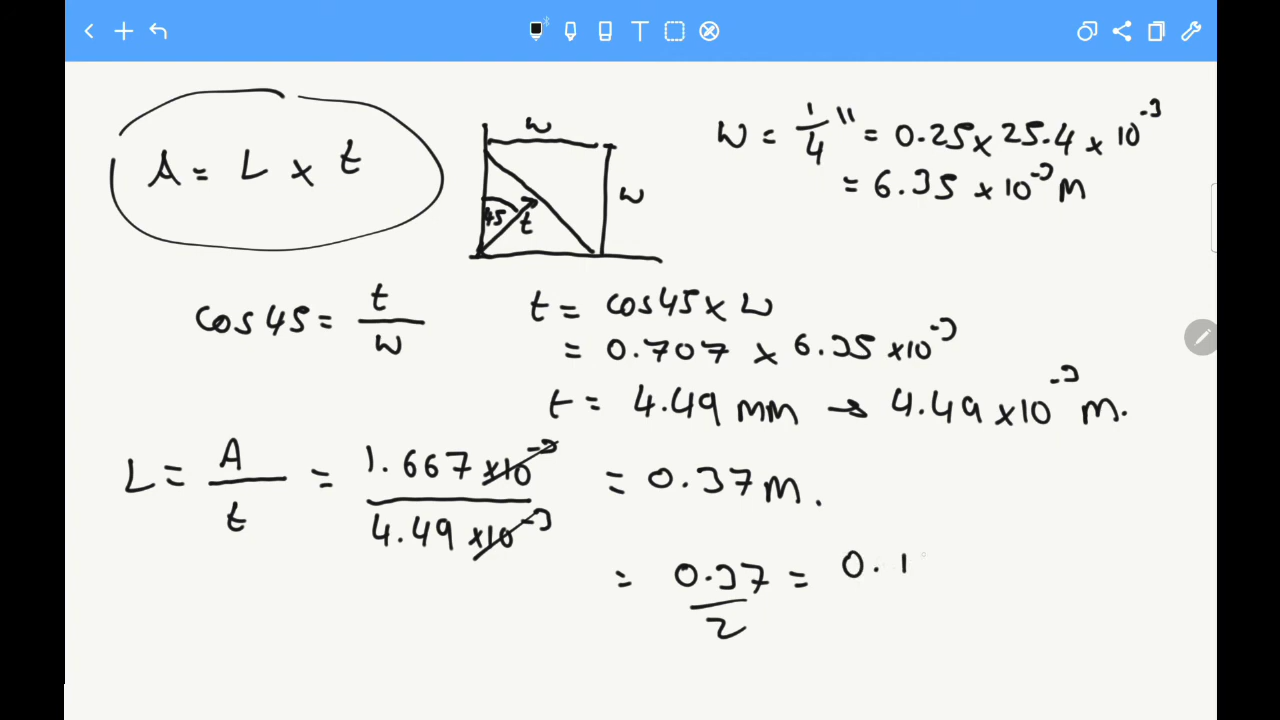 A = L x t
w
w
45
t
w = 1/4" = 0.25 x 25.4 x 10^-3
= 6.35 x 10^-3 m
cos 45 = t/w
t = cos 45 x w
= 0.707 x 6.35 x 10^-3
t = 4.49 mm → 4.49 x 10^-3 m.
L = A/t = 1.667 x 10^-3 / 4.49 x 10^-3 = 0.37 m.
= 0.37/2 = 0.1
T